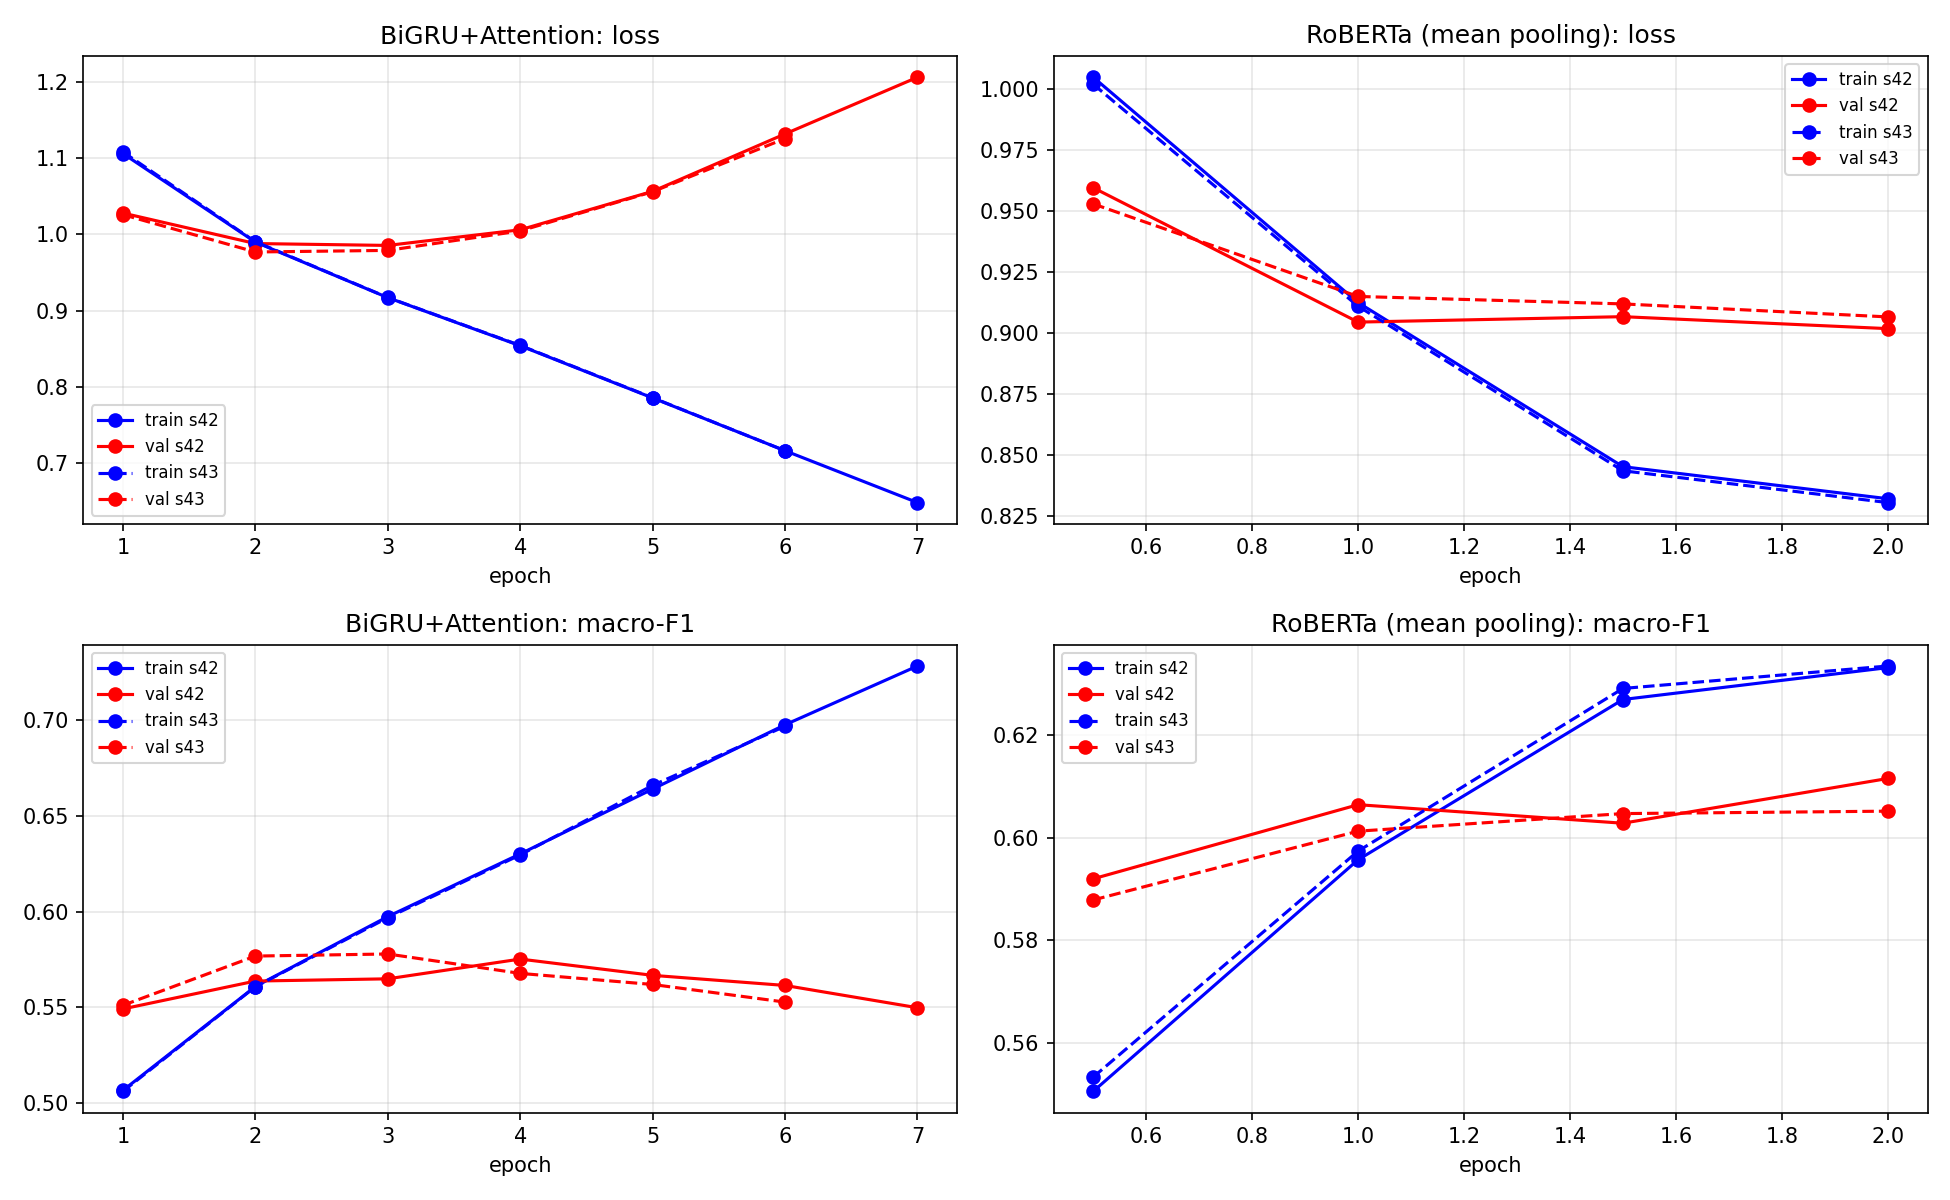 BiGRU+Attention: loss
1.2
1.1
1.0
0.9
0.8
0.7
train s42
val s42
train s43
val s43
1 2 3 4 5 6 7
epoch
RoBERTa (mean pooling): loss
1.000
0.975
0.950
0.925
0.900
0.875
0.850
0.825
train s42
val s42
train s43
val s43
0.6 0.8 1.0 1.2 1.4 1.6 1.8 2.0
epoch
BiGRU+Attention: macro-F1
0.70
0.65
0.60
0.55
0.50
train s42
val s42
train s43
val s43
1 2 3 4 5 6 7
epoch
RoBERTa (mean pooling): macro-F1
0.62
0.60
0.58
0.56
train s42
val s42
train s43
val s43
0.6 0.8 1.0 1.2 1.4 1.6 1.8 2.0
epoch